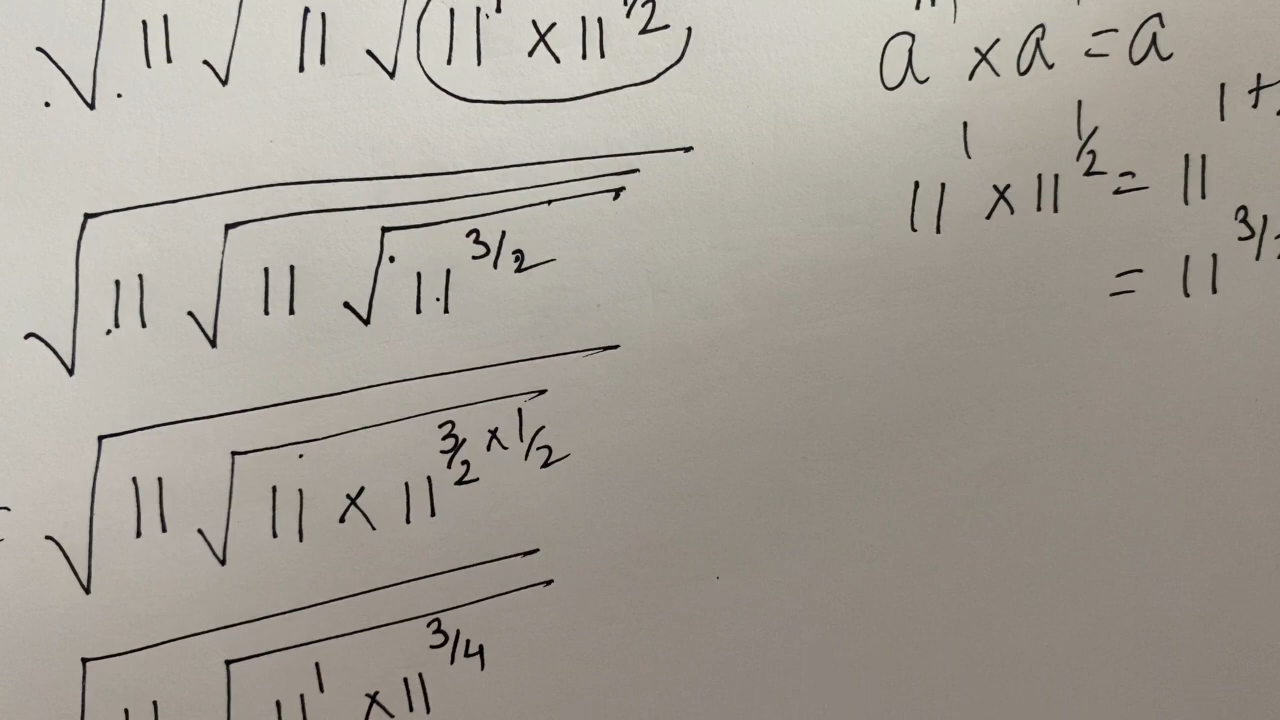 √11 √11 √11¹ × 11^1/2
√11 √11 √11^3/2
= √11 √11 × 11^3/2 × 1/2
√11 √11¹ × 11^3/4
a × a = a
11¹ × 11^1/2 = 11^1+
= 11^3/